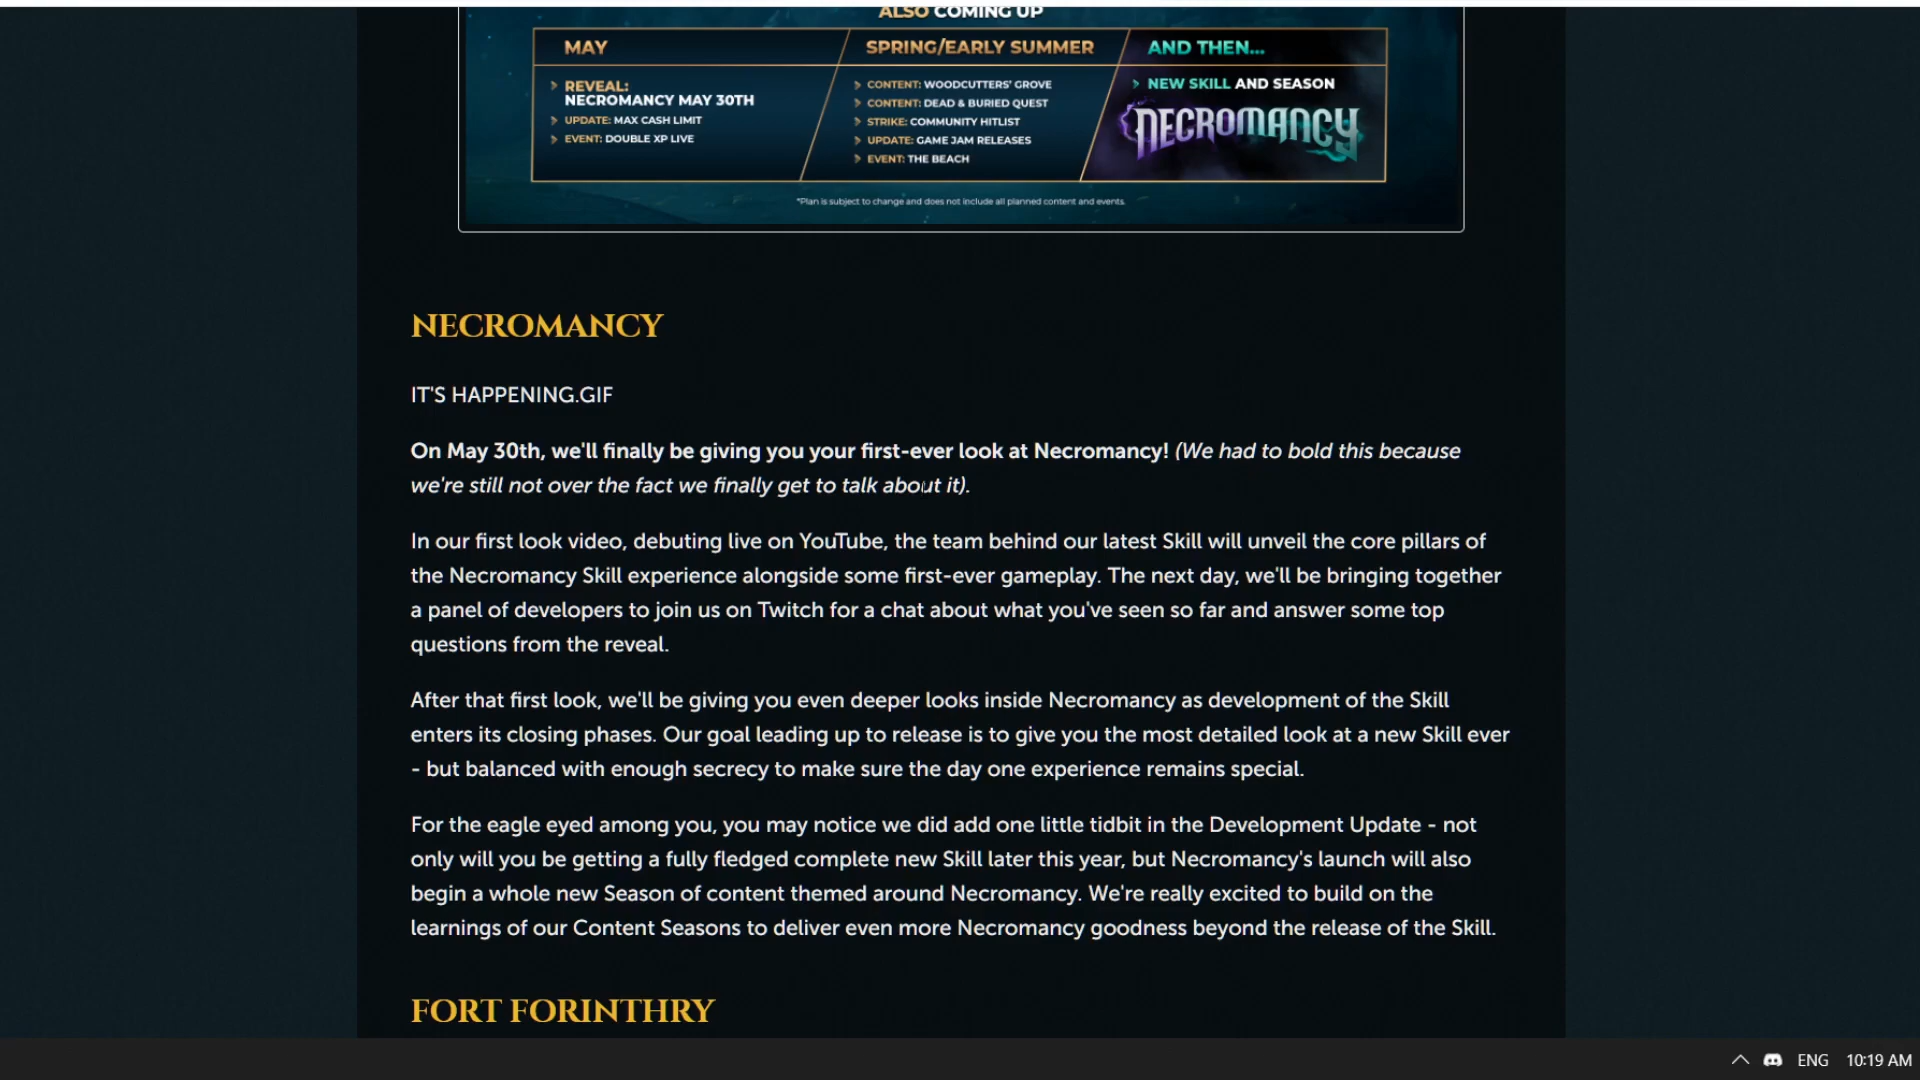 ALSO COMING UP
MAY
SPRING/EARLY SUMMER
AND THEN...
REVEAL:
NECROMANCY MAY 30TH
UPDATE: MAX CASH LIMIT
EVENT: DOUBLE XP LIVE
CONTENT: WOODCUTTERS' GROVE
CONTENT: DEAD & BURIED QUEST
STRIKE: COMMUNITY HITLIST
UPDATE: GAME JAM RELEASES
EVENT: THE BEACH
NEW SKILL AND SEASON
NECROMANCY
*Plan is subject to change and does not include all planned content and events.
NECROMANCY
IT'S HAPPENING.GIF
On May 30th, we'll finally be giving you your first-ever look at Necromancy! (We had to bold this because
we're still not over the fact we finally get to talk about it).
In our first look video, debuting live on YouTube, the team behind our latest Skill will unveil the core pillars of
the Necromancy Skill experience alongside some first-ever gameplay. The next day, we'll be bringing together
a panel of developers to join us on Twitch for a chat about what you've seen so far and answer some top
questions from the reveal.
After that first look, we'll be giving you even deeper looks inside Necromancy as development of the Skill
enters its closing phases. Our goal leading up to release is to give you the most detailed look at a new Skill ever
- but balanced with enough secrecy to make sure the day one experience remains special.
For the eagle eyed among you, you may notice we did add one little tidbit in the Development Update - not
only will you be getting a fully fledged complete new Skill later this year, but Necromancy's launch will also
begin a whole new Season of content themed around Necromancy. We're really excited to build on the
learnings of our Content Seasons to deliver even more Necromancy goodness beyond the release of the Skill.
FORT FORINTHRY
ENG 10:19 AM